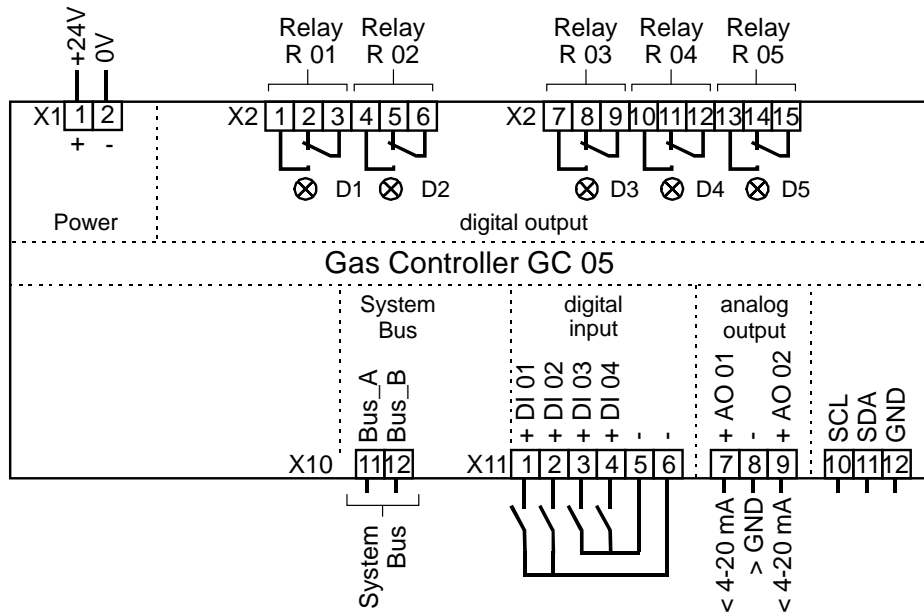 +24V
0V
Relay
R 01
Relay
R 02
Relay
R 03
Relay
R 04
Relay
R 05
X1 1 2
X2 1 2 3 4 5 6
X2 7 8 9 10 11 12 13 14 15
+ -
D1 D2 D3 D4 D5
Power
digital output
Gas Controller GC 05
System
Bus
digital
input
analog
output
Bus_A
Bus_B
+ DI 01
+ DI 02
+ DI 03
+ DI 04
-
-
+ AO 01
-
+ AO 02
SCL
SDA
GND
X10 11 12
X11 1 2 3 4 5 6
7 8 9
10 11 12
System
Bus
< 4-20 mA
> GND
< 4-20 mA